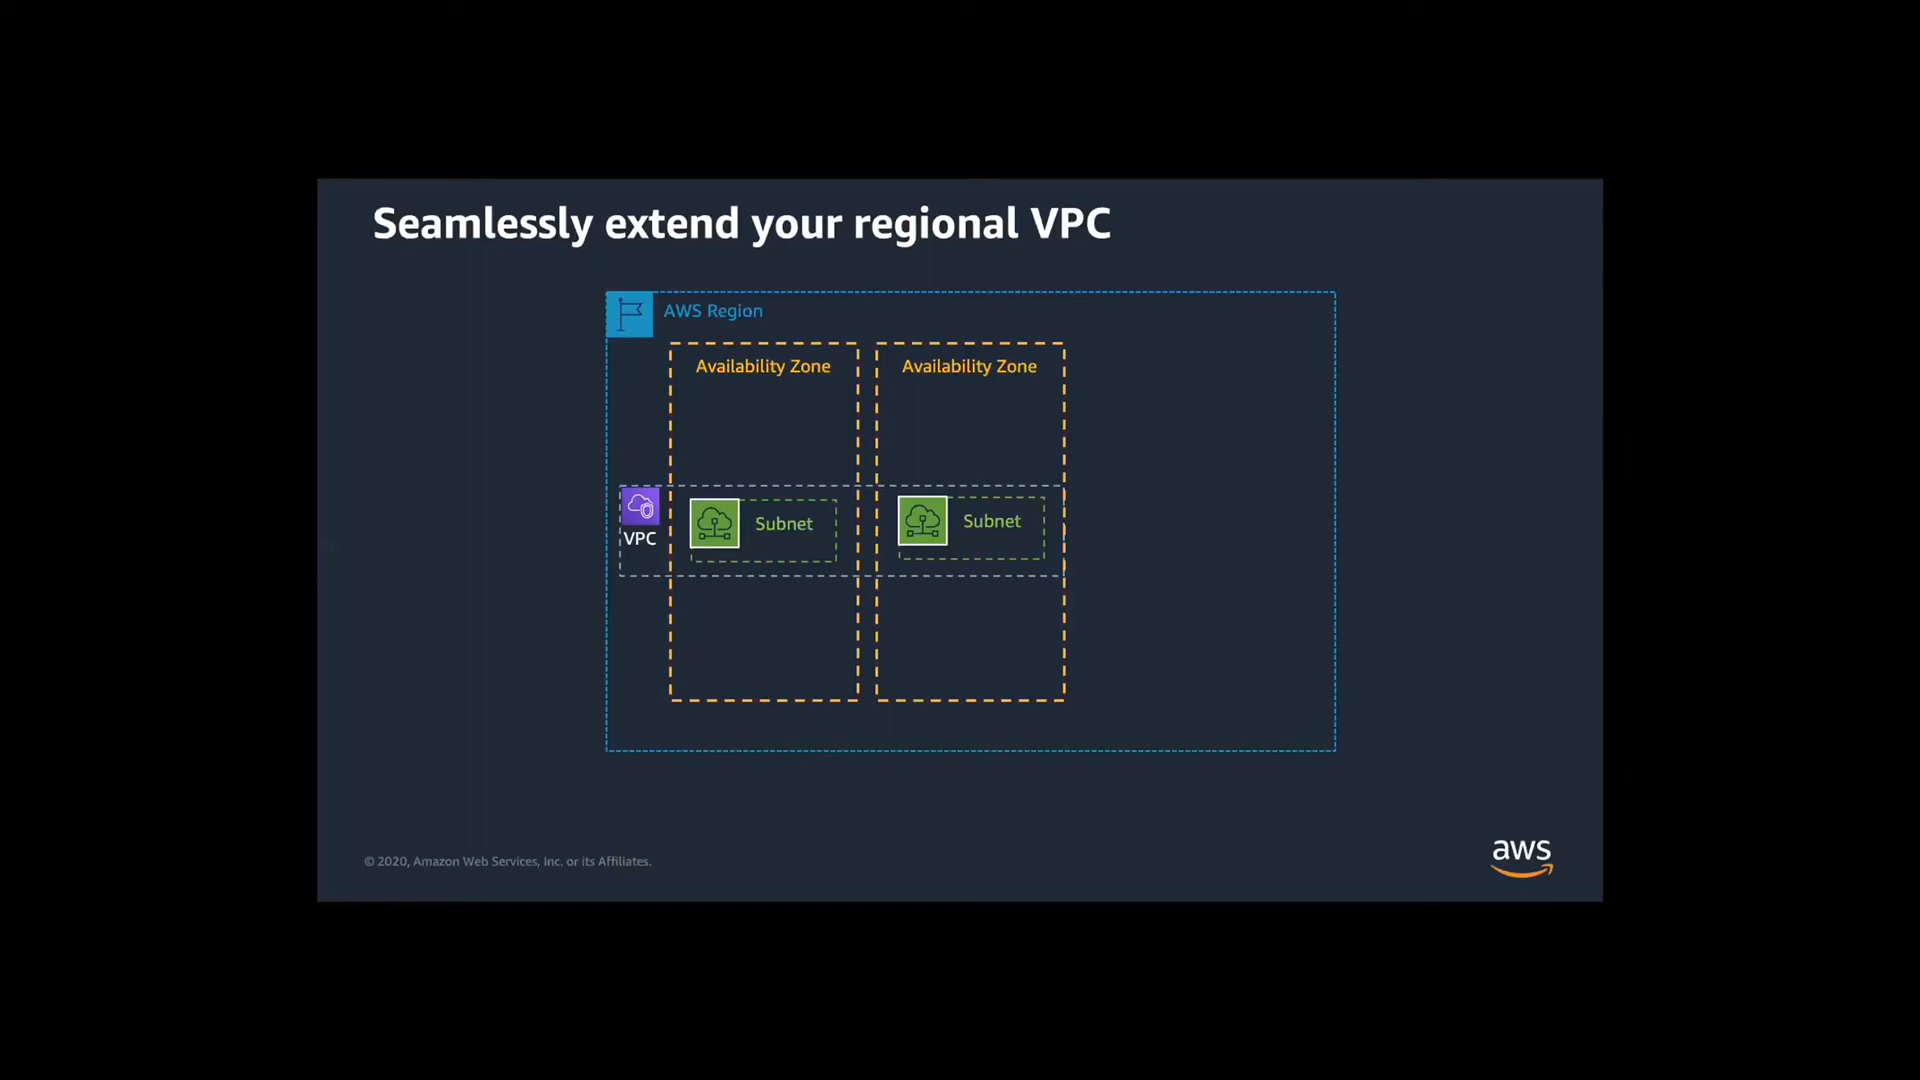 Seamlessly extend your regional VPC
AWS Region
Availability Zone
Availability Zone
VPC
Subnet
Subnet
© 2020, Amazon Web Services, Inc. or its Affiliates.
aws